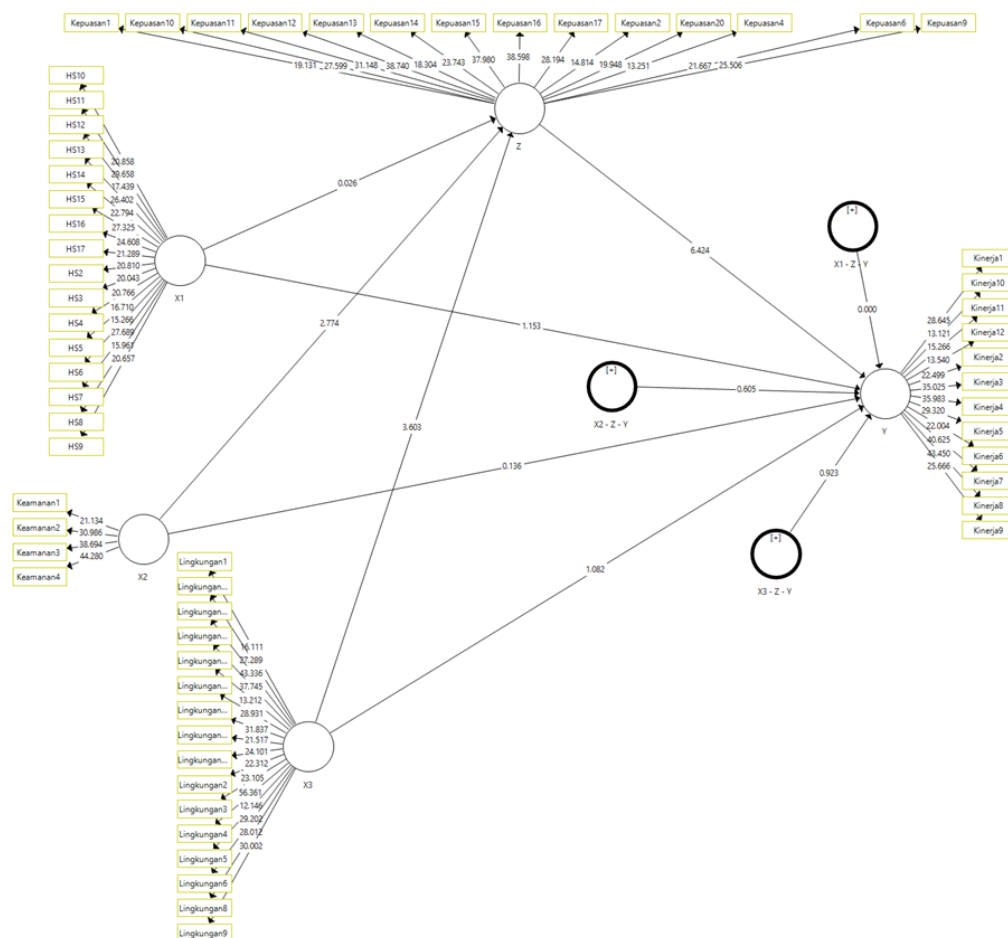 Kepuasan1
Kepuasan10
Kepuasan11
Kepuasan12
Kepuasan13
Kepuasan14
Kepuasan15
Kepuasan16
Kepuasan17
Kepuasan2
Kepuasan20
Kepuasan4
Kepuasan6
Kepuasan9
19.131
27.599
31.148
38.740
18.304
23.743
37.980
38.598
28.194
14.814
19.948
13.251
21.667
25.506
Z
HS10
HS11
HS12
HS13
HS14
HS15
HS16
HS17
HS2
HS3
HS4
HS5
HS6
HS7
HS8
HS9
20.858
29.658
17.439
26.402
22.794
27.325
24.608
21.289
20.810
20.043
20.766
16.710
15.266
27.689
15.961
20.657
X1
0.026
6.424
2.774
1.153
3.603
0.136
1.082
[+]
X1 - Z - Y
0.000
[+]
X2 - Z - Y
0.605
[+]
X3 - Z - Y
0.923
Y
Kinerja1
Kinerja10
Kinerja11
Kinerja12
Kinerja2
Kinerja3
Kinerja4
Kinerja5
Kinerja6
Kinerja7
Kinerja8
Kinerja9
28.645
13.121
15.266
13.540
22.499
35.025
35.983
29.320
22.004
40.625
43.450
25.666
Keamanan1
Keamanan2
Keamanan3
Keamanan4
21.134
30.986
38.694
44.280
X2
Lingkungan1
Lingkungan...
Lingkungan...
Lingkungan...
Lingkungan...
Lingkungan...
Lingkungan...
Lingkungan...
Lingkungan...
Lingkungan2
Lingkungan3
Lingkungan4
Lingkungan5
Lingkungan6
Lingkungan8
Lingkungan9
16.111
27.289
43.336
37.745
13.212
28.931
31.837
21.517
24.101
22.312
23.105
56.361
12.146
29.202
28.012
30.002
X3